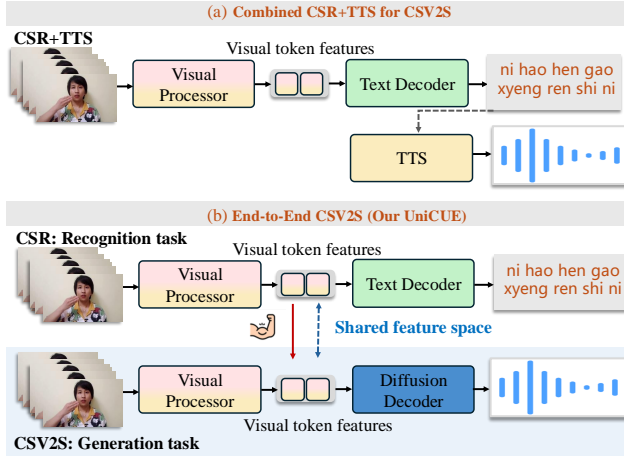 (a) Combined CSR+TTS for CSV2S
CSR+TTS
Visual token features
Visual
Processor
Text Decoder
ni hao hen gao
xyeng ren shi ni
TTS
(b) End-to-End CSV2S (Our UniCUE)
CSR: Recognition task
Visual token features
Visual
Processor
Text Decoder
ni hao hen gao
xyeng ren shi ni
Shared feature space
Visual
Processor
Diffusion
Decoder
Visual token features
CSV2S: Generation task